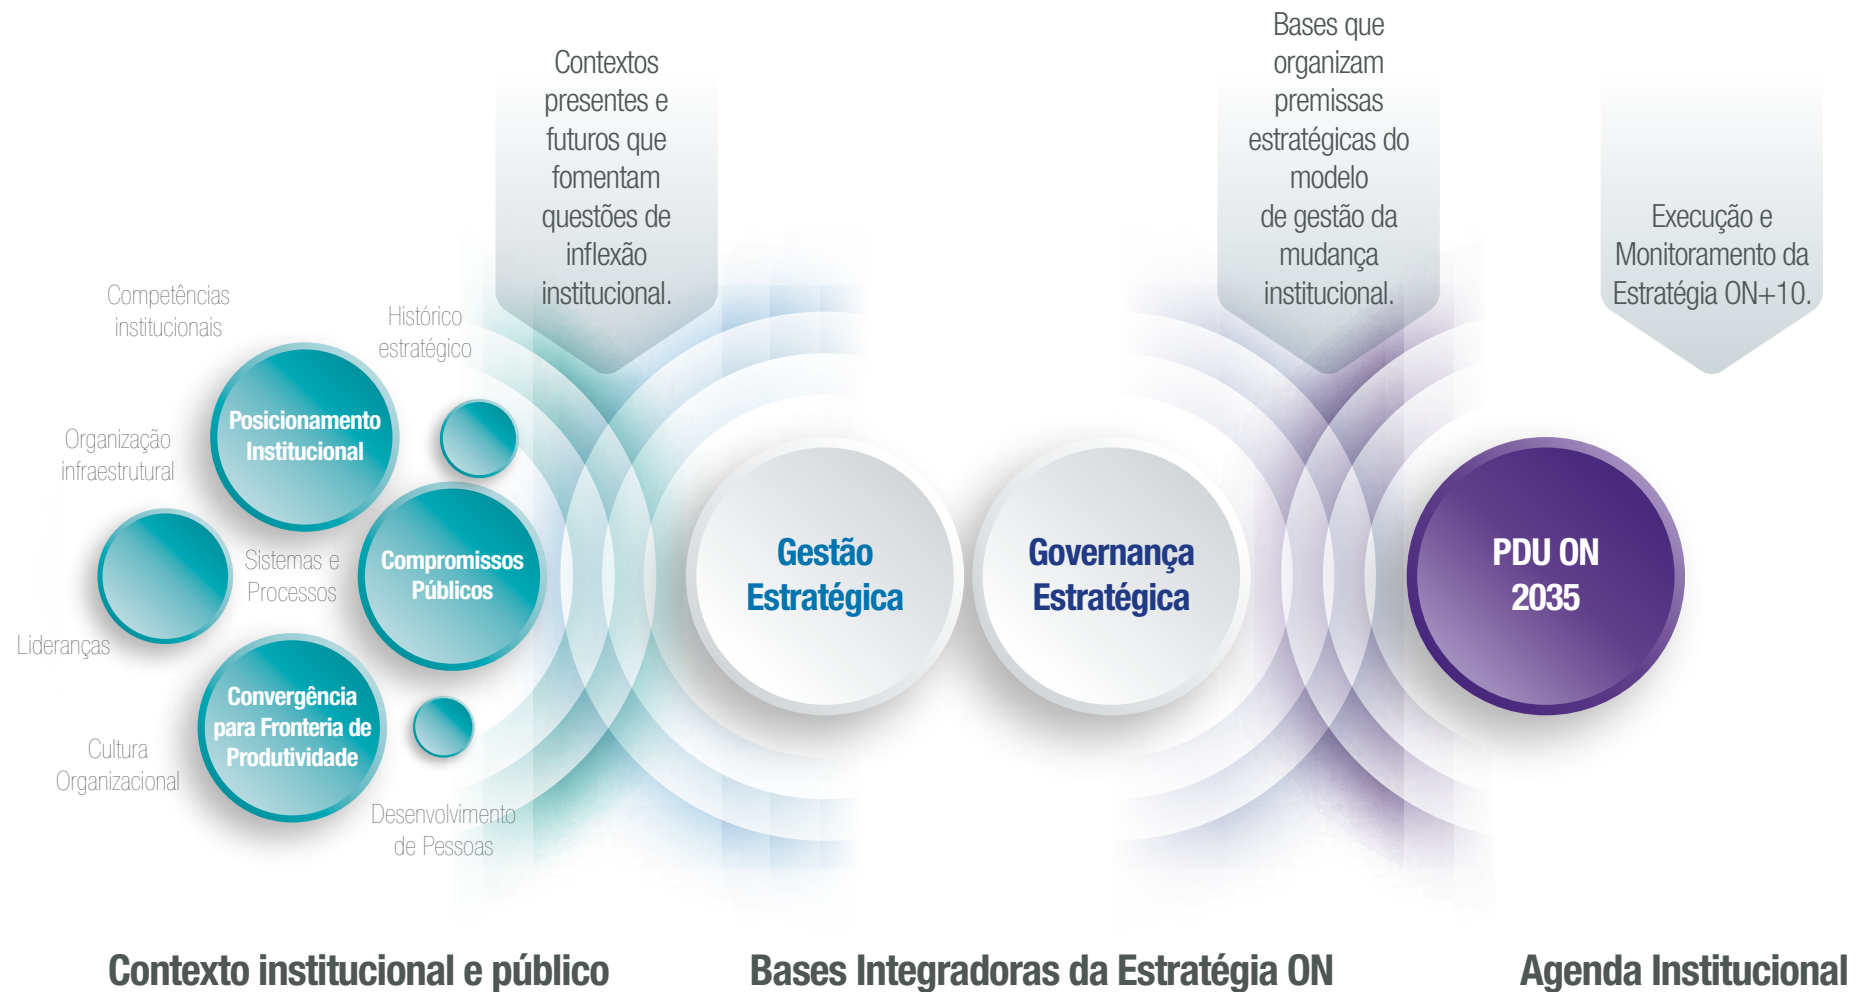 Contextos
presentes e
futuros que
fomentam
questões de
inflexão
institucional.
Bases que
organizam
premissas
estratégicas do
modelo
de gestão da
mudança
institucional.
Execução e
Monitoramento da
Estratégia ON+10.
Competências
institucionais
Histórico
estratégico
Posicionamento
Institucional
Organização
infraestrutural
Sistemas e
Processos
Compromissos
Públicos
Lideranças
Convergência
para Fronteria de
Produtividade
Cultura
Organizacional
Desenvolvimento
de Pessoas
Gestão
Estratégica
Governança
Estratégica
PDU ON
2035
Contexto institucional e público
Bases Integradoras da Estratégia ON
Agenda Institucional